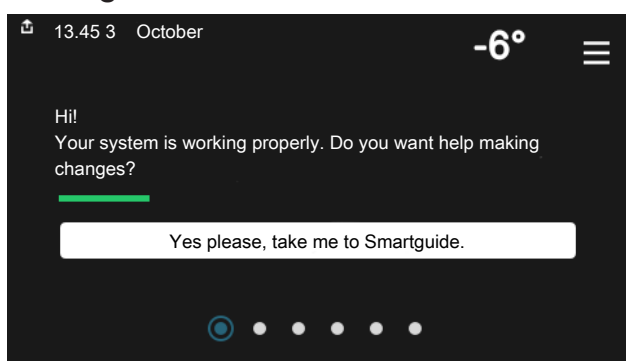 13.45 3 October
-6°
Hi!
Your system is working properly. Do you want help making
changes?
Yes please, take me to Smartguide.